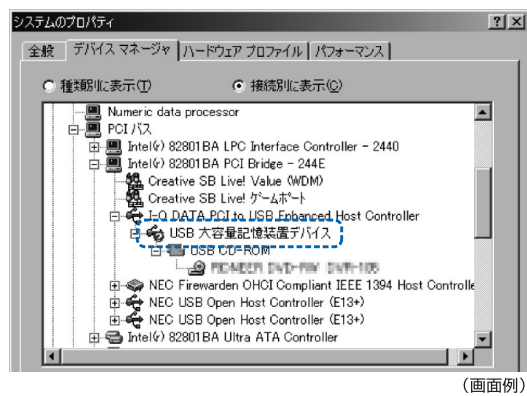 システムのプロパティ
全般 デバイス マネージャ ハードウェア プロファイル パフォーマンス
種類別に表示(T) 接続別に表示(C)
Numeric data processor
PCI バス
Intel(r) 82801BA LPC Interface Controller - 2440
Intel(r) 82801BA PCI Bridge - 244E
Creative SB Live! Value (WDM)
Creative SB Live! ゲームポート
I-O DATA PCI to USB Enhanced Host Controller
USB 大容量記憶装置デバイス
USB CD-ROM
NEC Firewarden OHCI Compliant IEEE 1394 Host Controlle
NEC USB Open Host Controller (E13+)
NEC USB Open Host Controller (E13+)
Intel(r) 82801BA Ultra ATA Controller
(画面例)